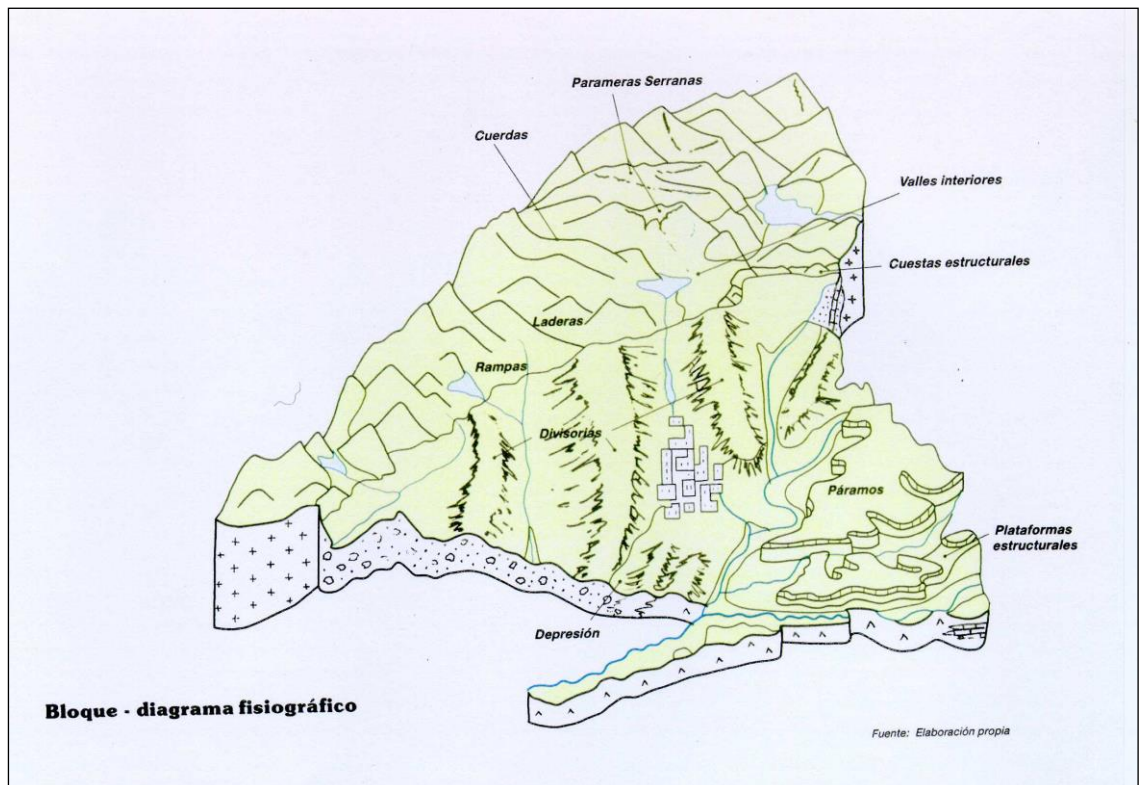 Parameras Serranas
Cuerdas
Valles interiores
Cuestas estructurales
Laderas
Rampas
Divisorias
Páramos
Plataformas
estructurales
Depresión
Bloque - diagrama fisiográfico
Fuente: Elaboración propia